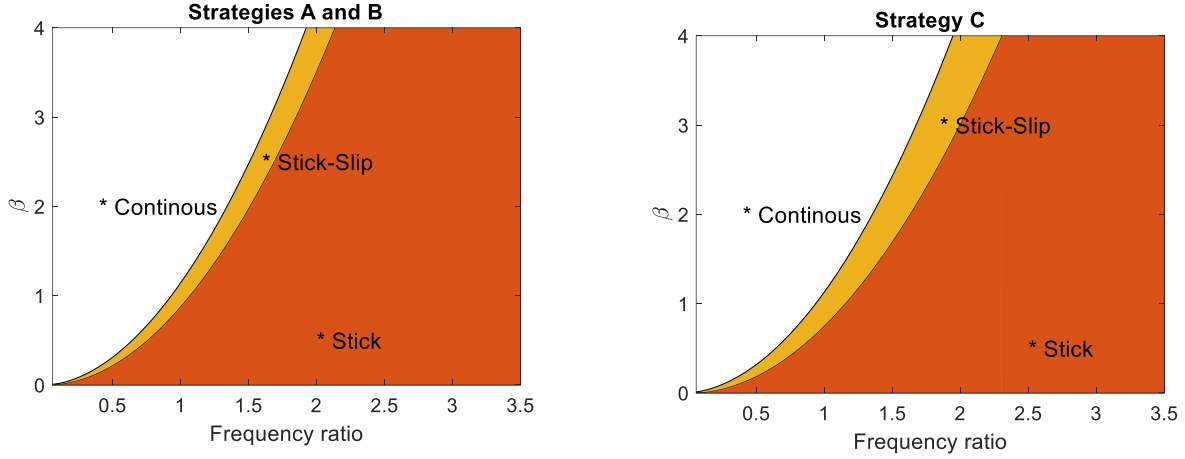 Strategies A and B
4
3
2
1
0
β
* Continous
* Stick-Slip
* Stick
0.5 1 1.5 2 2.5 3 3.5
Frequency ratio
Strategy C
4
3
2
1
0
β
* Continous
* Stick-Slip
* Stick
0.5 1 1.5 2 2.5 3 3.5
Frequency ratio